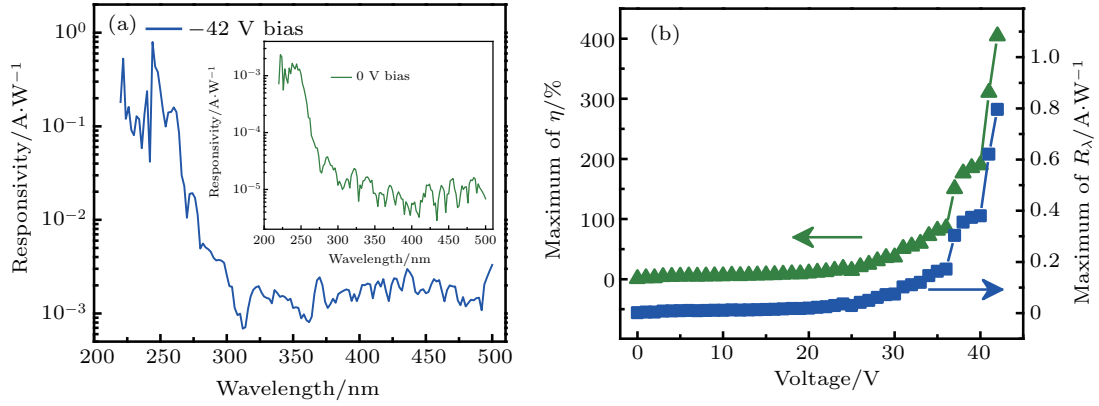 (a)
−42 V bias
10⁰
10⁻¹
10⁻²
10⁻³
Responsivity/A·W⁻¹
200 250 300 350 400 450 500
Wavelength/nm
0 V bias
10⁻³
10⁻⁴
10⁻⁵
Responsivity/A·W⁻¹
200 250 300 350 400 450 500
Wavelength/nm
(b)
400
300
200
100
0
Maximum of η/%
0 10 20 30 40
Voltage/V
1.0
0.8
0.6
0.4
0.2
0
Maximum of Rλ/A·W⁻¹